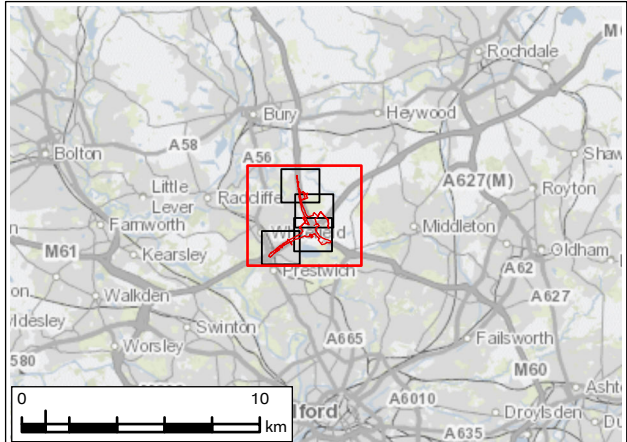 Rochdale
Bury
Heywood
A58
Bolton
A56
Shaw
A627(M)
Little
Lever
Radcliffe
Royton
Farnworth
Middleton
M61
Kearsley
Oldham
Prestwich
A62
Walkden
A627
Swinton
A665
Worsley
Failsworth
M60
0
10
km
A6010
Droylsden
A635